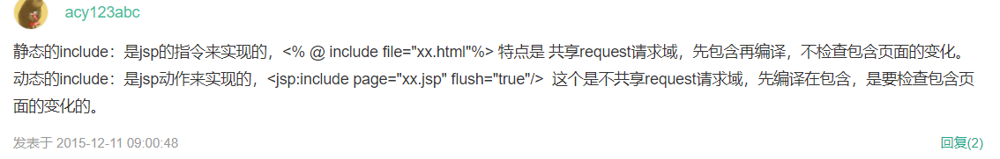 acy123abc
静态的include：是jsp的指令来实现的，<% @ include file="xx.html"%> 特点是 共享request请求域，先包含再编译，不检查包含页面的变化。
动态的include：是jsp动作来实现的，<jsp:include page="xx.jsp" flush="true"/>  这个是不共享request请求域，先编译在包含，是要检查包含页
面的变化的。
发表于 2015-12-11 09:00:48
回复(2)